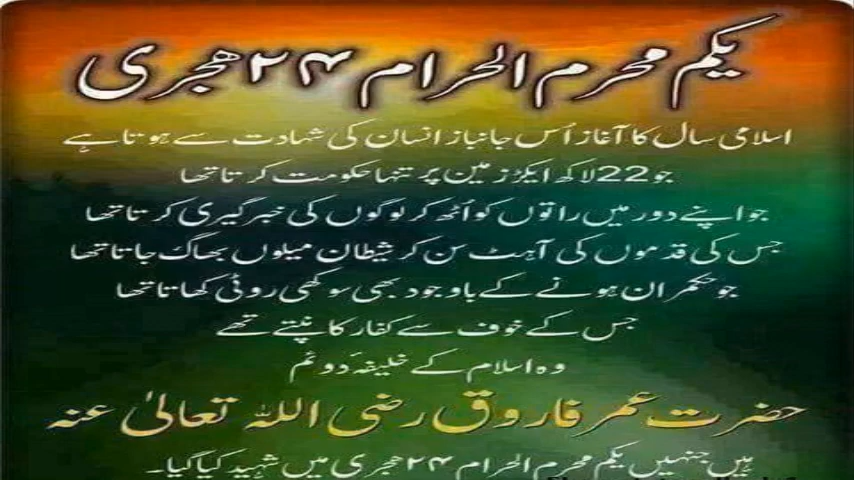 یکم محرم الحرام ۲۴ ھجری
اسلامی سال کا آغاز اُس جانباز انسان کی شہادت سے ہوتا ہے
جو 22 لاکھ ایکڑ زمین پر تنہا حکومت کرتا تھا
جو اپنے دور میں راتوں کو اُٹھ کر لوگوں کی خبر گیری کرتا تھا
جس کی قدموں کی آہٹ سن کر شیطان میلوں بھاگ جاتا تھا
جو حکمران ہونے کے باوجود بھی سوکھی روٹی کھاتا تھا
جس کے خوف سے کفار کانپتے تھے
وہ اسلام کے خلیفہٗ دوئم
حضرت عمر فاروق رضی اللہ تعالیٰ عنہ
ہیں جنہیں یکم محرم الحرام ۲۴ ھجری میں شہید کیا گیا۔